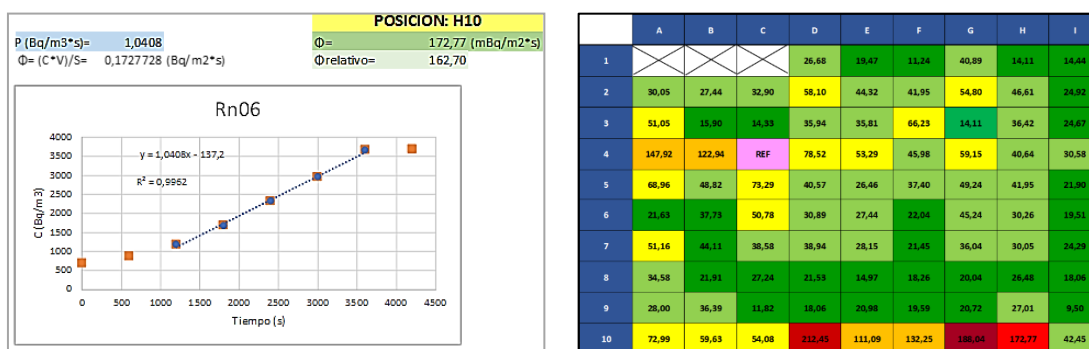 POSICION: H10
P (Bq/m3*s)= 1,0408 Φ= 172,77 (mBq/m2*s)
Φ= (C*V)/S= 0,1727728 (Bq/m2*s) Φrelativo= 162,70
Rn06
C (Bq/m3)
4000
3500
3000
2500
2000
1500
1000
500
0
y = 1,0408x - 137,2
R² = 0,9962
0 500 1000 1500 2000 2500 3000 3500 4000 4500
Tiempo (s)
A B C D E F G H I
1 26,68 19,47 11,24 40,89 14,11 14,44
2 30,05 27,44 32,90 58,10 44,32 41,95 54,80 46,61 24,92
3 51,05 15,90 14,33 35,94 35,81 66,23 14,11 36,42 24,67
4 147,92 122,94 REF 78,52 53,29 45,98 59,15 40,64 30,58
5 68,96 48,82 73,29 40,57 26,46 37,40 49,24 41,95 21,90
6 21,63 37,73 50,78 30,89 27,44 22,04 45,24 30,26 19,51
7 51,16 44,11 38,58 38,94 28,15 21,45 36,04 30,05 24,29
8 34,58 21,91 27,24 21,53 14,97 18,26 20,04 26,48 18,06
9 28,00 36,39 11,82 18,06 20,98 19,59 20,72 27,01 9,50
10 72,99 59,63 54,08 212,45 111,09 132,25 188,04 172,77 42,45